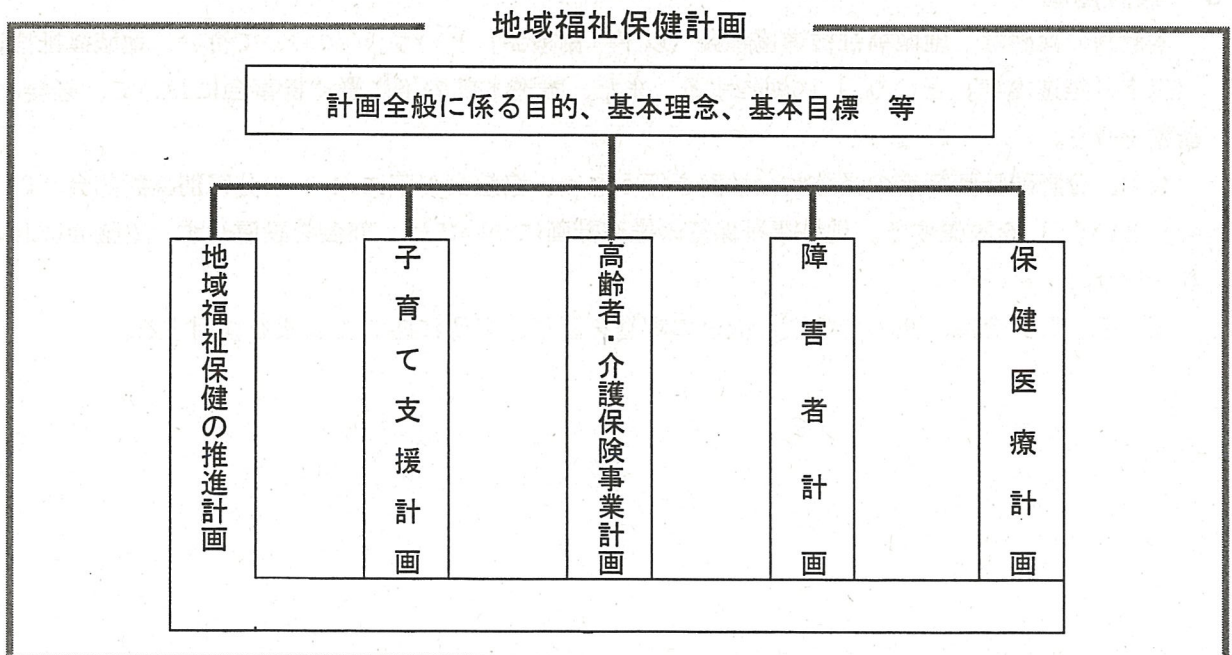 地域福祉保健計画
計画全般に係る目的、基本理念、基本目標　等
地域福祉保健の推進計画
子育て支援計画
高齢者・介護保険事業計画
障害者計画
保健医療計画